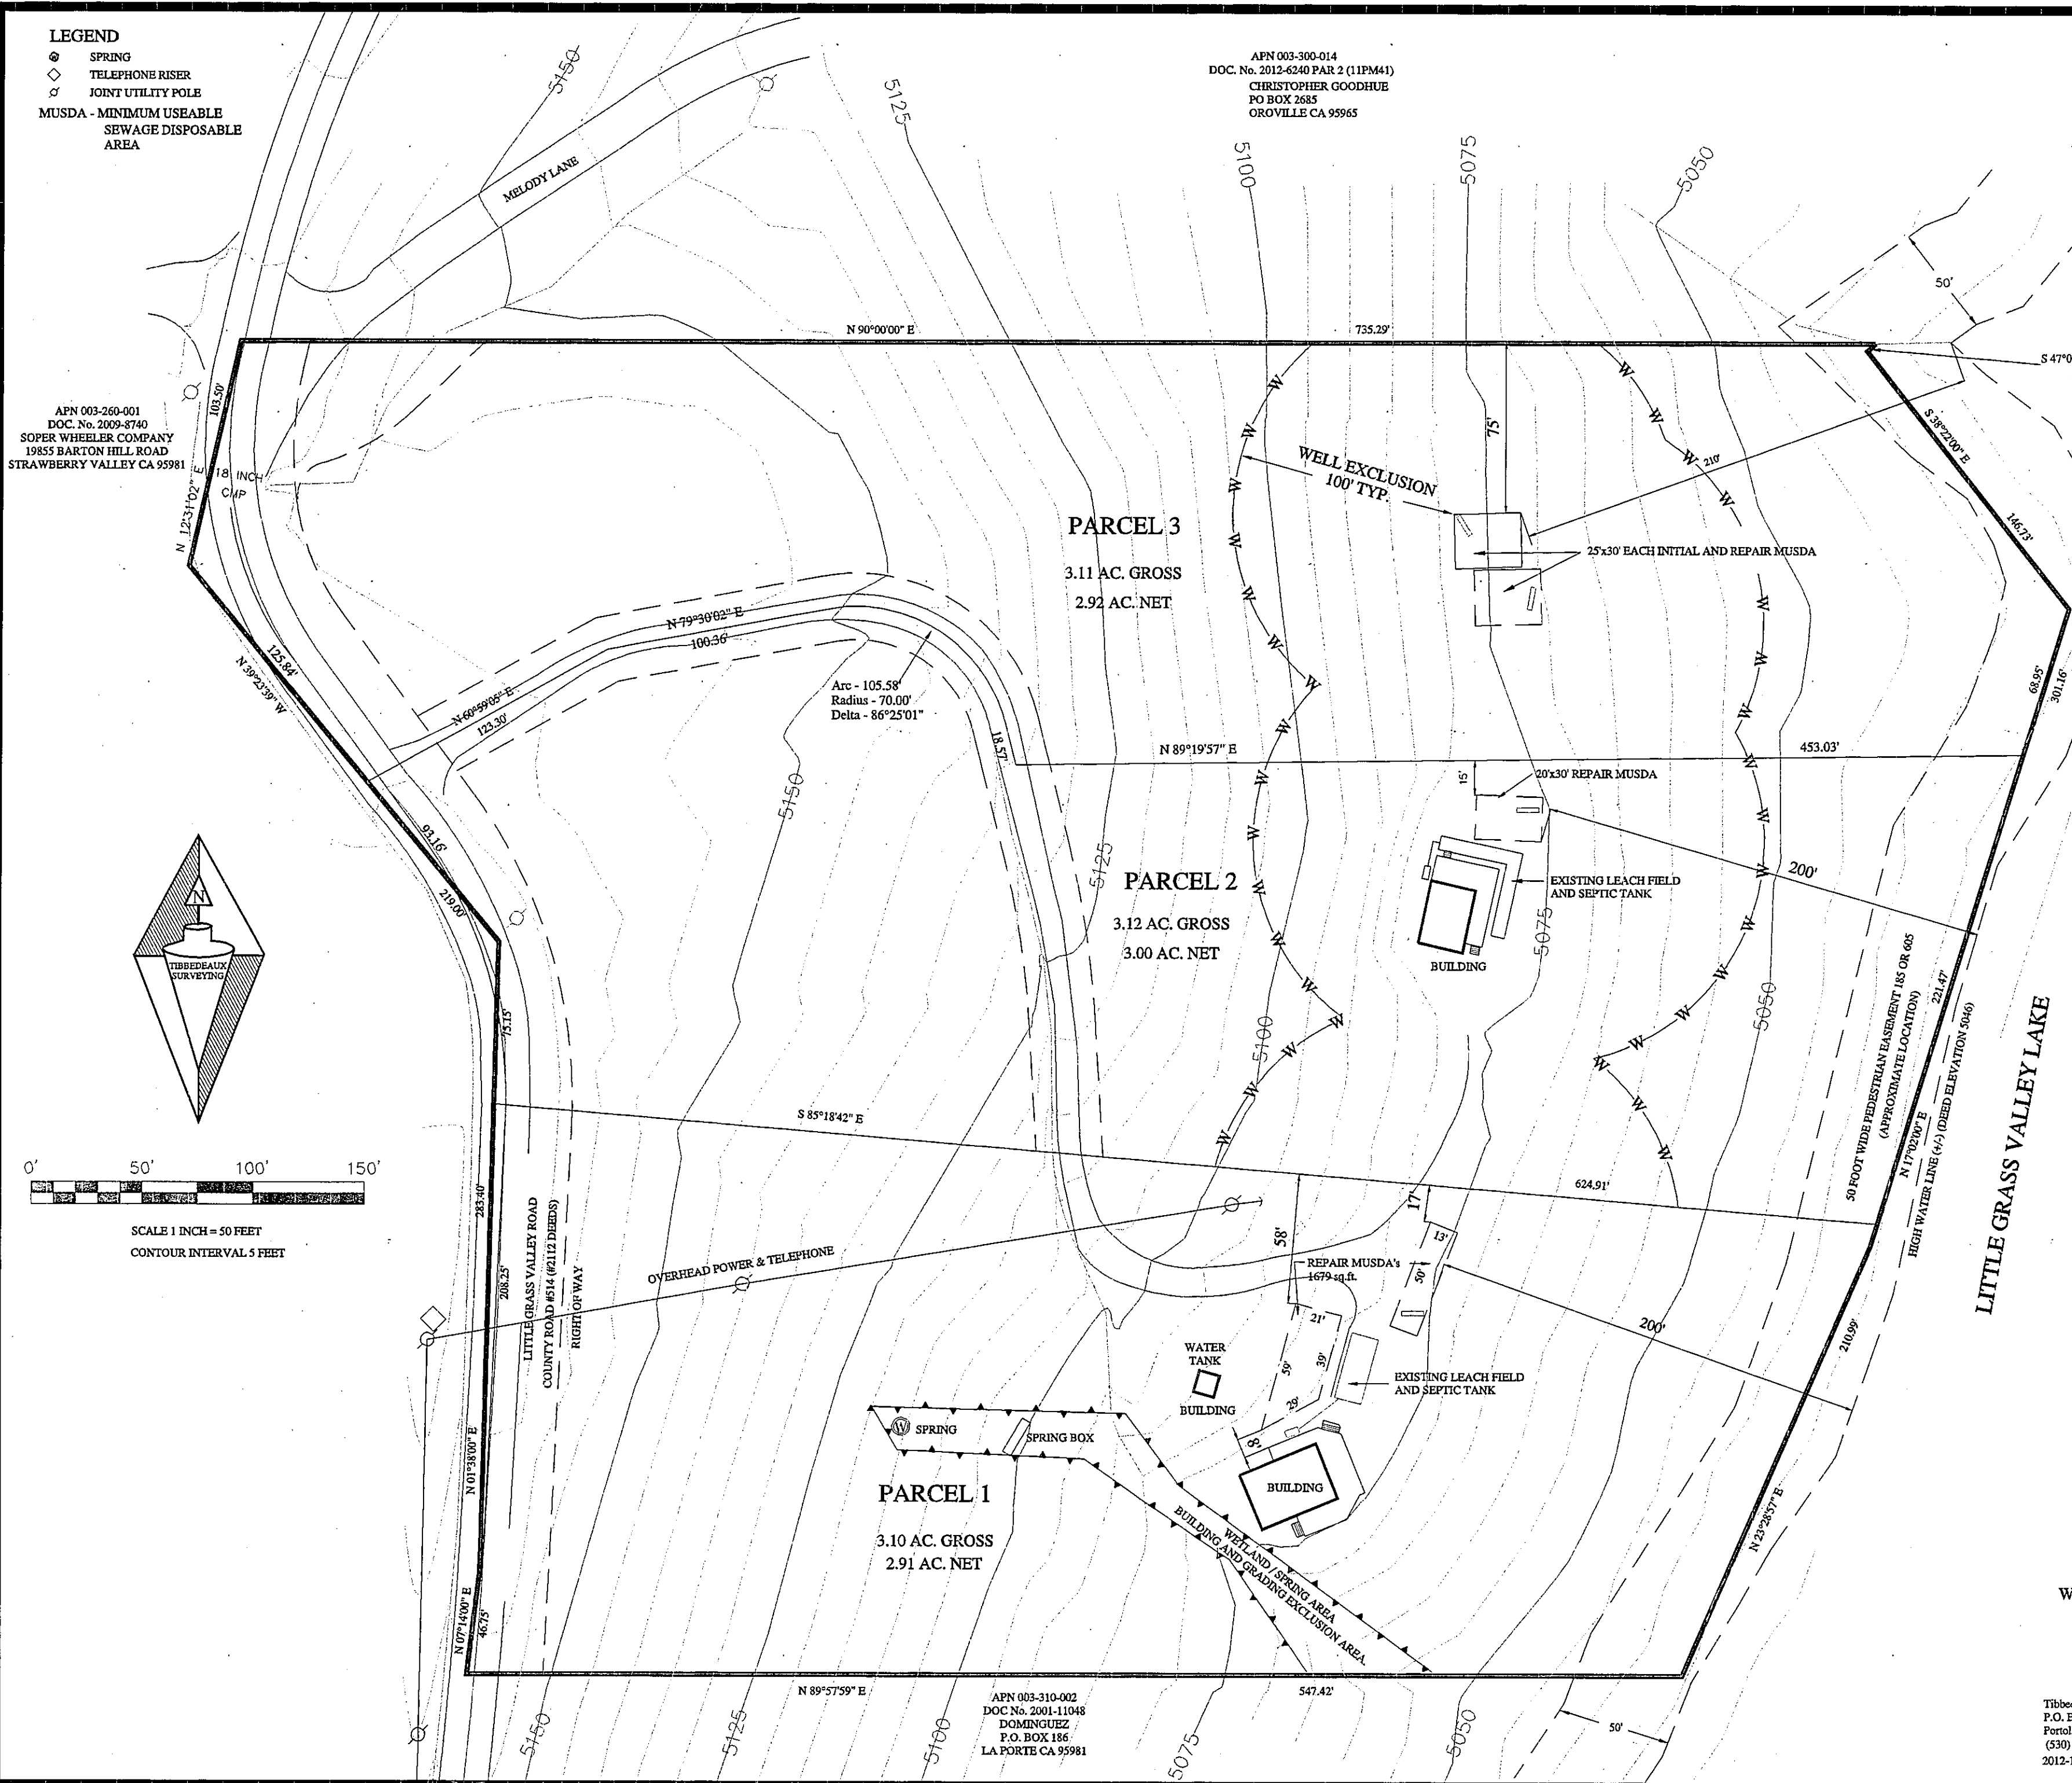 LEGEND
SPRING
TELEPHONE RISER
JOINT UTILITY POLE
MUSDA - MINIMUM USEABLE
SEWAGE DISPOSABLE
AREA
APN 003-300-014
DOC. No. 2012-6240 PAR 2 (11PM41)
CHRISTOPHER GOODHUE
PO BOX 2685
OROVILLE CA 95965
5150
5125
5100
5075
5050
MELODY LANE
50'
N 90°00'00" E
735.29'
S 47°0
APN 003-260-001
DOC. No. 2009-8740
SOPER WHEELER COMPANY
19855 BARTON HILL ROAD
STRAWBERRY VALLEY CA 95981
103.50'
N 12°31'02" E
18 INCH
CMP
75'
WELL EXCLUSION
100' TYP.
210'
S 38°22'00" E
146.73'
PARCEL 3
3.11 AC. GROSS
2.92 AC. NET
25'x30' EACH INITIAL AND REPAIR MUSDA
N 79°30'02" E
100.36'
125.84'
N 39°23'39" W
N 60°59'05" E
123.30'
Arc - 105.58'
Radius - 70.00'
Delta - 86°25'01"
18.57'
N 89°19'57" E
453.03'
68.95'
301.16'
15'
20'x30' REPAIR MUSDA
5150
5125
93.16'
219.00'
PARCEL 2
3.12 AC. GROSS
3.00 AC. NET
EXISTING LEACH FIELD
AND SEPTIC TANK
BUILDING
200'
5075
5100
5050
N
TIBBEDEAUX
SURVEYING
75.15'
50 FOOT WIDE PEDESTRIAN EASEMENT 185 OR 605
(APPROXIMATE LOCATION)
221.47'
N 17°02'00" E
HIGH WATER LINE (+/-) (DEED ELEVATION 5046)
LITTLE GRASS VALLEY LAKE
S 85°18'42" E
624.91'
0' 50' 100' 150'
SCALE 1 INCH = 50 FEET
CONTOUR INTERVAL 5 FEET
283.40'
208.25'
LITTLE GRASS VALLEY ROAD
COUNTY ROAD #514 (#2112 DEEDS)
RIGHT OF WAY
OVERHEAD POWER & TELEPHONE
58'
17'
13'
50'
REPAIR MUSDA's
1679 sq.ft.
21'
59'
39'
29'
8'
200'
210.99'
WATER
TANK
BUILDING
EXISTING LEACH FIELD
AND SEPTIC TANK
W SPRING
SPRING BOX
BUILDING
N 01°38'00" E
PARCEL 1
3.10 AC. GROSS
2.91 AC. NET
WETLAND / SPRING AREA
BUILDING AND GRADING EXCLUSION AREA
N 23°28'57" E
N 07°14'00" E
46.75'
N 89°57'59" E
547.42'
APN 003-310-002
DOC No. 2001-11048
DOMINGUEZ
P.O. BOX 186
LA PORTE CA 95981
5150
5125
5100
5075
5050
50'
W
Tibbe
P.O. B
Portol
(530)
2012-1